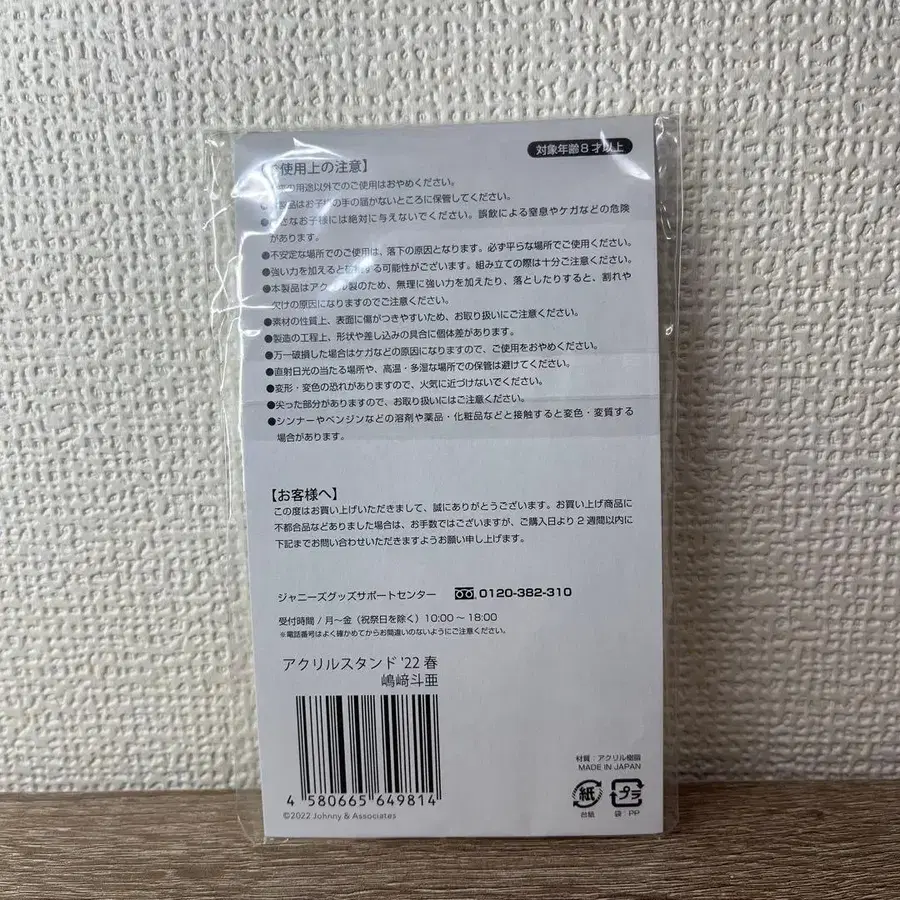 対象年齢8才以上
使用上の注意】
の用途以外でのご使用はおやめください。
製品はお子様の手の届かないところに保管してください。
さなお子様には絶対に与えないでください。誤飲による窒息やケガなどの危険
があります。
●不安定な場所でのご使用は、落下の原因となります。必ず平らな場所でご使用ください。
●強い力を加えると破損する可能性がございます。組み立ての際は十分ご注意ください。
●本製品はアクリル製のため、無理に強い力を加えたり、落としたりすると、割れや
欠けの原因になりますのでご注意ください。
●素材の性質上、表面に傷がつきやすいため、お取り扱いにご注意ください。
●製造の工程上、形状や差し込みの具合に個体差があります。
●万一破損した場合はケガなどの原因になりますので、ご使用をおやめください。
●直射日光の当たる場所や、高温・多湿な場所での保管は避けてください。
●変形・変色の恐れがありますので、火気に近づけないでください。
●尖った部分がありますので、お取り扱いにはご注意ください。
●シンナーやベンジンなどの溶剤や薬品・化粧品などと接触すると変色・変質する
場合があります。
【お客様へ】
この度はお買い上げいただきまして、誠にありがとうございます。お買い上げ商品に
不都合品などありました場合は、お手数ではございますが、ご購入日より2週間以内に
下記までお問い合わせいただきますようお願い申し上げます。
ジャニーズグッズサポートセンター 0120-382-310
受付時間/月～金（祝祭日を除く）10:00～18:00
※電話番号はよく確かめてからお間違いのないようにご注意ください。
アクリルスタンド '22 春
嶋﨑斗亜
4 580665 649814
©2022 Johnny & Associates
材質：アクリル樹脂
MADE IN JAPAN
紙 プラ
台紙 袋：PP